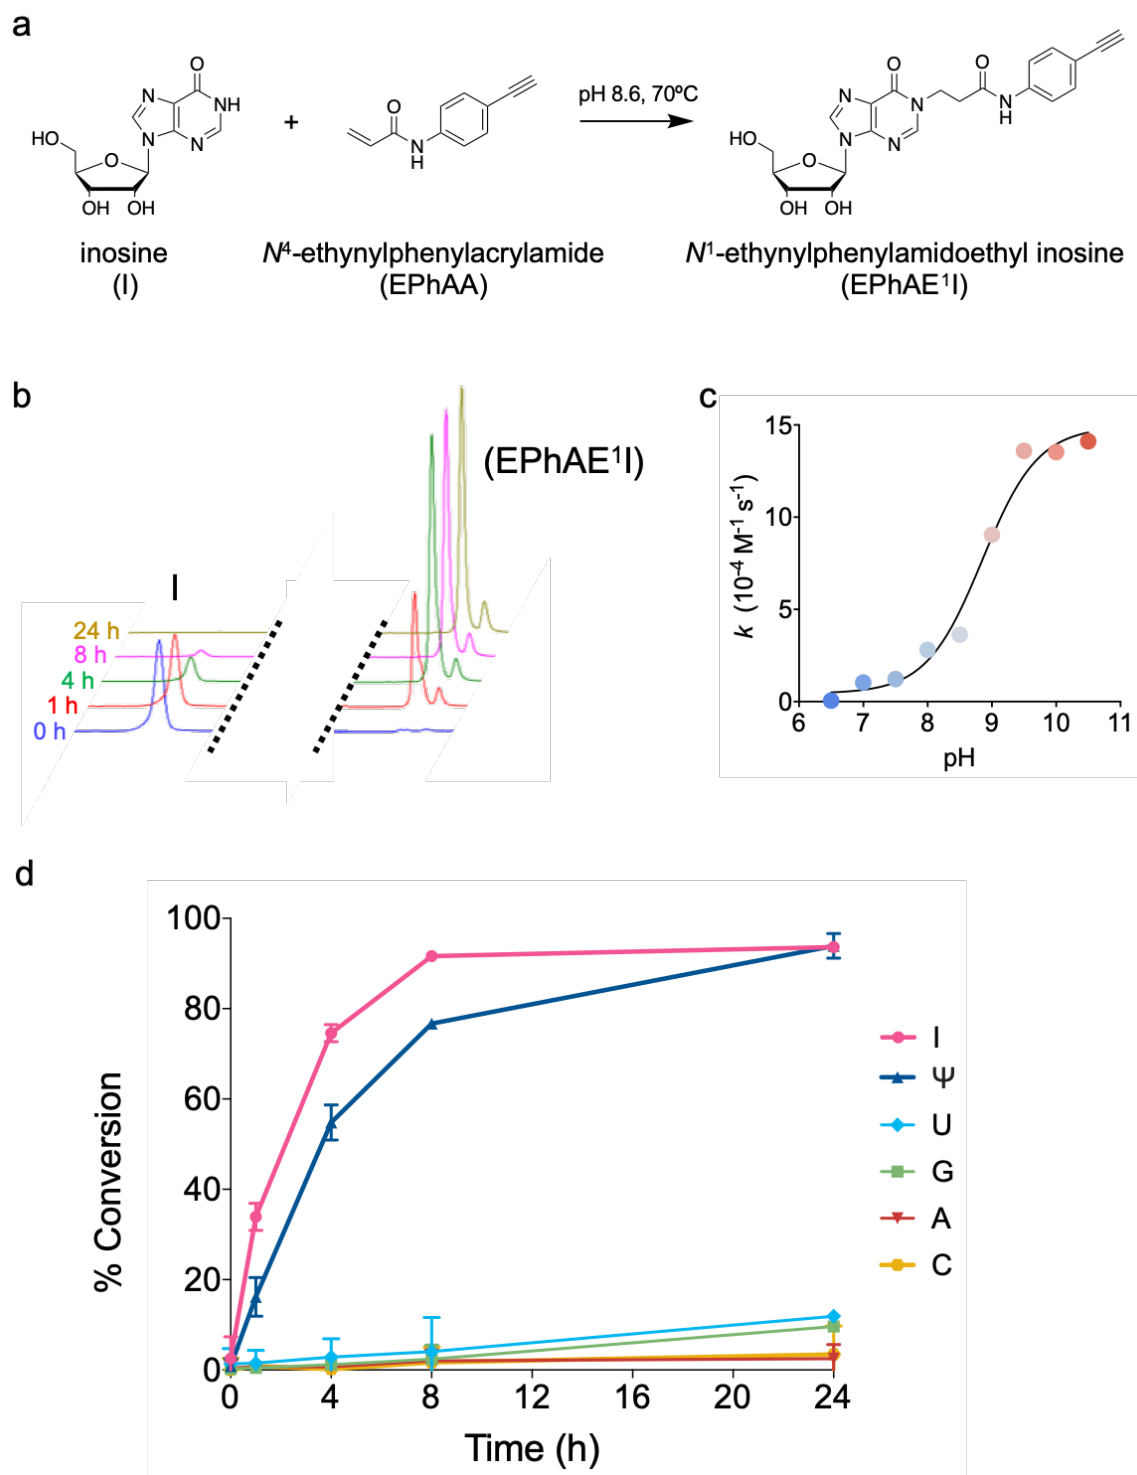 a
O
N
NH
N
N
HO
O
OH OH
+
O
N
H
pH 8.6, 70ºC
O
N
N
N
N
O
N
H
HO
O
OH OH
inosine
(I)
N⁴-ethynylphenylacrylamide
(EPhAA)
N¹-ethynylphenylamidoethyl inosine
(EPhAE¹I)
b
(EPhAE¹I)
I
24 h
8 h
4 h
1 h
0 h
c
15
10
5
0
k (10⁻⁴ M⁻¹ s⁻¹)
6 7 8 9 10 11
pH
d
100
80
60
40
20
0
% Conversion
0 4 8 12 16 20 24
Time (h)
I
Ψ
U
G
A
C